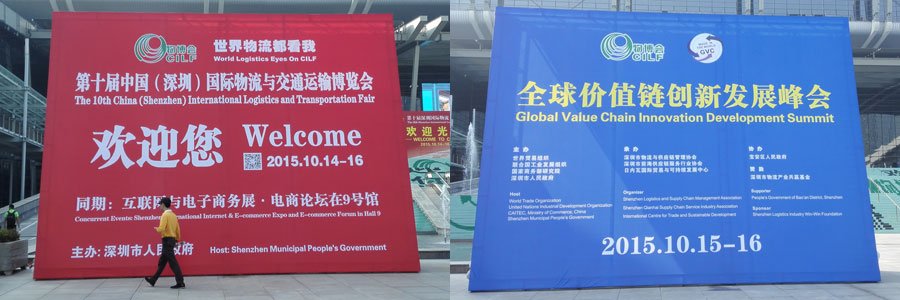 物博会
CILF
世界物流都看我
World Logistics Eyes On CILF
第十届中国（深圳）国际物流与交通运输博览会
The 10th China (Shenzhen) International Logistics and Transportation Fair
欢迎您 Welcome
2015.10.14-16
同期：互联网与电子商务展·电商论坛在9号馆
Concurrent Events: Shenzhen International Internet & E-commerce Expo and E-commerce Forum in Hall 9
主办：深圳市人民政府
Host: Shenzhen Municipal People's Government
欢迎光
WELCOME TO C
物博会
CILF
GVC
全球价值链创新发展峰会
Global Value Chain Innovation Development Summit
主办
世界贸易组织
联合国工业发展组织
国家商务部研究院
深圳市人民政府
承办
深圳市物流与供应链管理协会
深圳市前海供应链服务行业协会
日内瓦国际贸易与可持续发展中心
协办
宝安区人民政府
赞助
深圳市物流产业共赢基金
Host
World Trade Organization
United Nations Industrial Development Organization
CAITEC, Ministry of Commerce, China
Shenzhen Municipal People's Government
Organizer
Shenzhen Logistics and Supply Chain Management Association
Shenzhen Qianhai Supply Chain Service Industry Association
International Centre for Trade and Sustainable Development
Supporter
People's Government of Bao'an District, Shenzhen
Sponsor
Shenzhen Logistics Industry Win-Win Foundation
2015.10.15-16